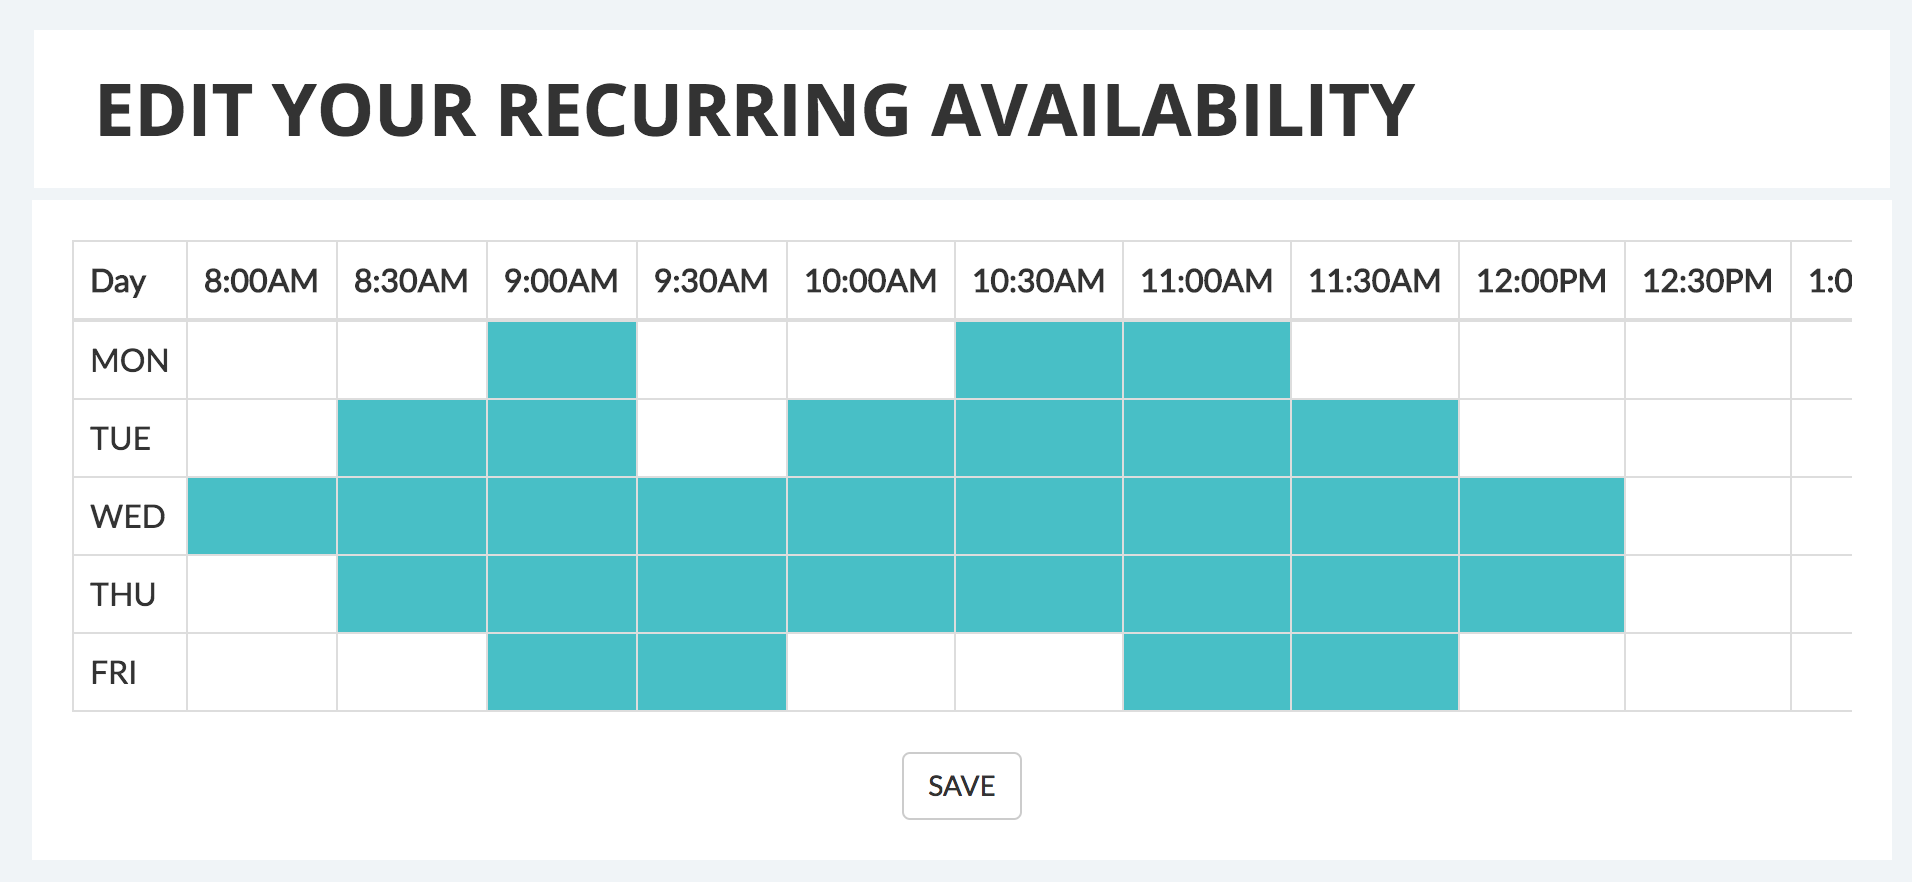 EDIT YOUR RECURRING AVAILABILITY
Day 8:00AM 8:30AM 9:00AM 9:30AM 10:00AM 10:30AM 11:00AM 11:30AM 12:00PM 12:30PM 1:0
MON
TUE
WED
THU
FRI
SAVE